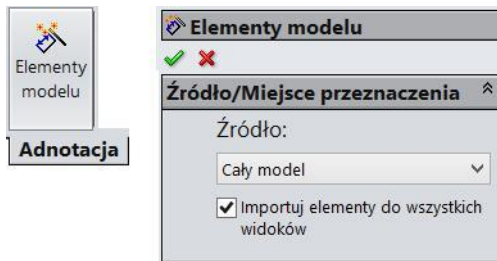 Elementy
modelu
Adnotacja
Elementy modelu
Źródło/Miejsce przeznaczenia
Źródło:
Cały model
Importuj elementy do wszystkich
widoków